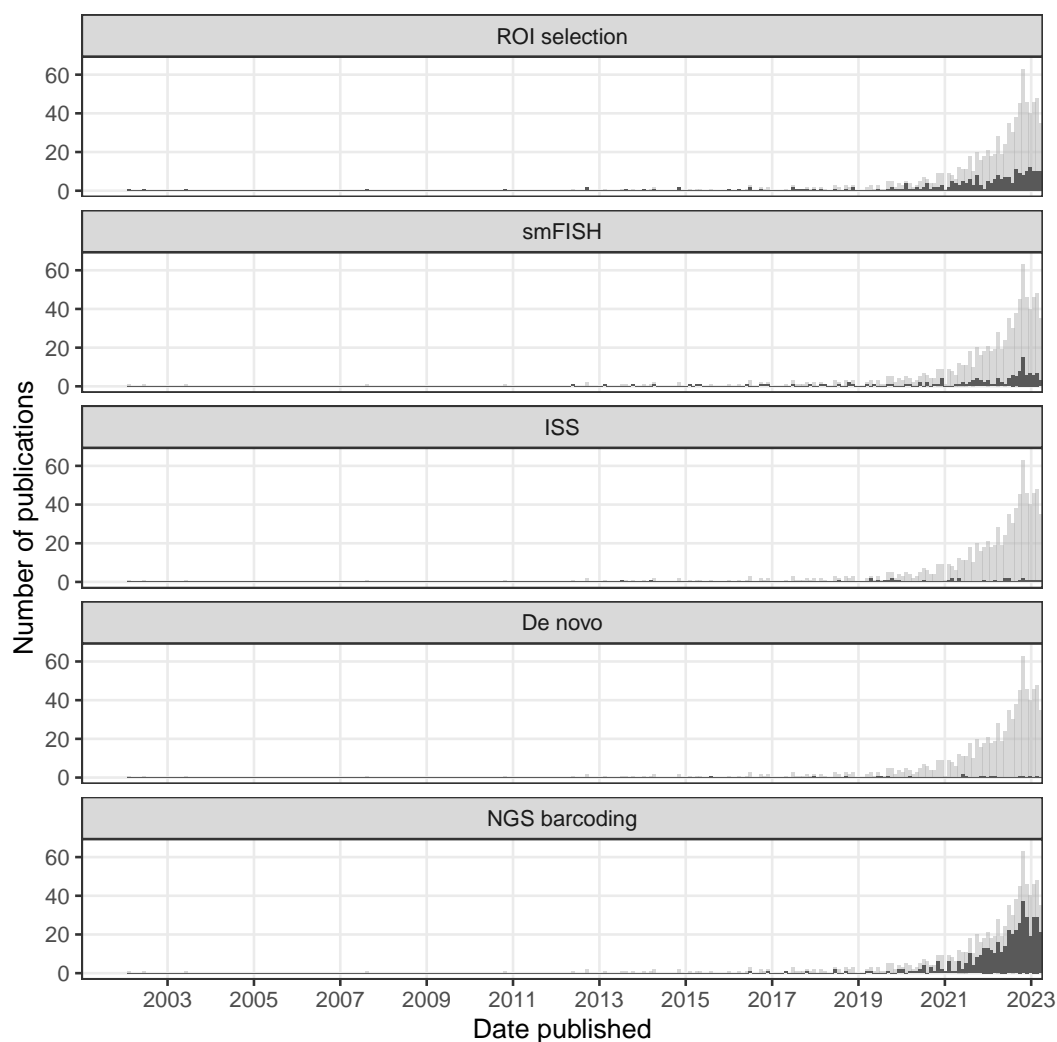 ROI selection
60
40
20
0
smFISH
60
40
20
0
ISS
60
40
20
0
De novo
60
40
20
0
NGS barcoding
60
40
20
0
Number of publications
2003 2005 2007 2009 2011 2013 2015 2017 2019 2021 2023
Date published